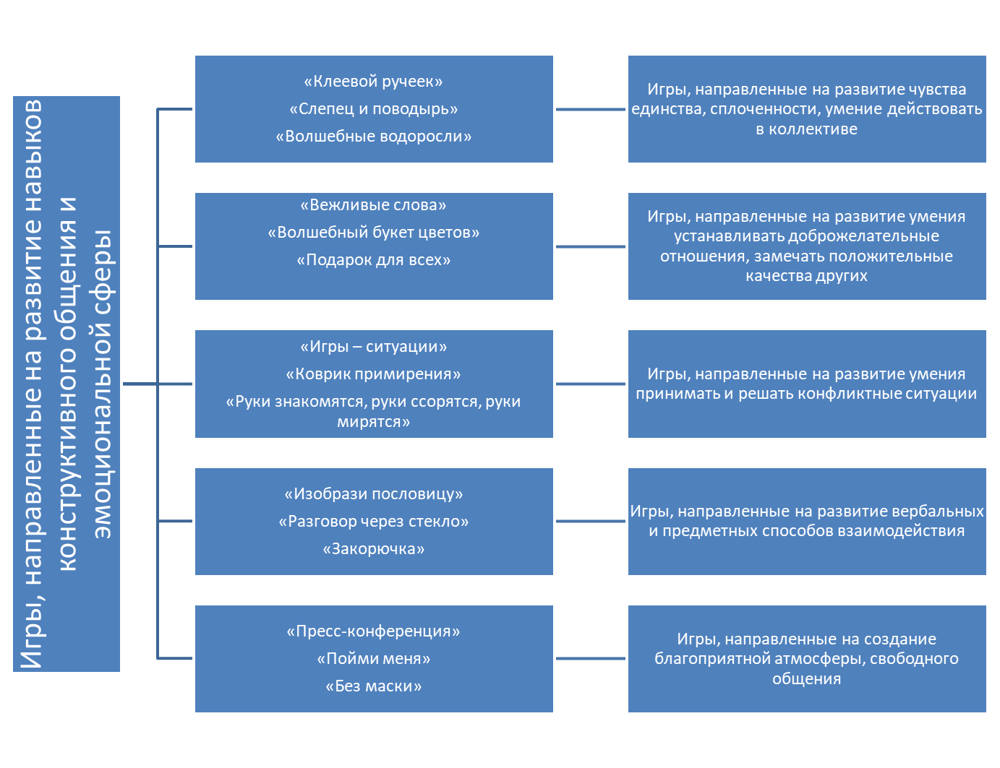 Игры, направленные на развитие навыков
конструктивного общения и
эмоциональной сферы
«Клеевой ручеек»
«Слепец и поводырь»
«Волшебные водоросли»
Игры, направленные на развитие чувства
единства, сплоченности, умение действовать
в коллективе
«Вежливые слова»
«Волшебный букет цветов»
«Подарок для всех»
Игры, направленные на развитие умения
устанавливать доброжелательные
отношения, замечать положительные
качества других
«Игры – ситуации»
«Коврик примирения»
«Руки знакомятся, руки ссорятся, руки
мирятся»
Игры, направленные на развитие умения
принимать и решать конфликтные ситуации
«Изобрази пословицу»
«Разговор через стекло»
«Закорючка»
Игры, направленные на развитие вербальных
и предметных способов взаимодействия
«Пресс-конференция»
«Пойми меня»
«Без маски»
Игры, направленные на создание
благоприятной атмосферы, свободного
общения